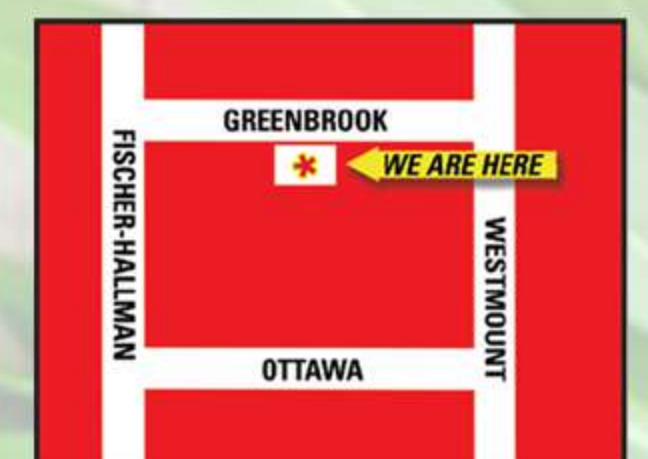 GREENBROOK
WE ARE HERE
FISCHER-HALLMAN
WESTMOUNT
OTTAWA